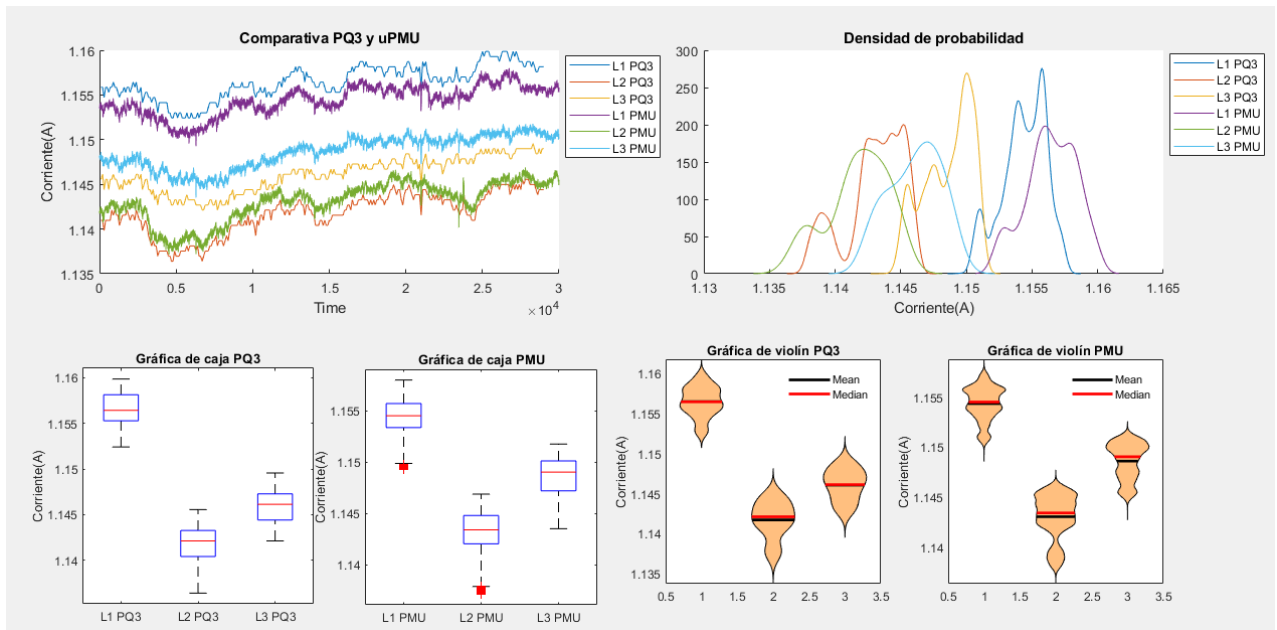 Comparativa PQ3 y uPMU
1.16
1.155
1.15
1.145
1.14
1.135
Corriente(A)
0
0.5
1
1.5
2
2.5
3
×10^4
Time
L1 PQ3
L2 PQ3
L3 PQ3
L1 PMU
L2 PMU
L3 PMU
Densidad de probabilidad
300
250
200
150
100
50
0
1.13
1.135
1.14
1.145
1.15
1.155
1.16
1.165
Corriente(A)
L1 PQ3
L2 PQ3
L3 PQ3
L1 PMU
L2 PMU
L3 PMU
Gráfica de caja PQ3
1.16
1.155
1.15
1.145
1.14
Corriente(A)
L1 PQ3
L2 PQ3
L3 PQ3
Gráfica de caja PMU
1.155
1.15
1.145
1.14
Corriente(A)
L1 PMU
L2 PMU
L3 PMU
Gráfica de violín PQ3
Mean
Median
1.16
1.155
1.15
1.145
1.14
1.135
Corriente(A)
0.5
1
1.5
2
2.5
3
3.5
Gráfica de violín PMU
Mean
Median
1.155
1.15
1.145
1.14
Corriente(A)
0.5
1
1.5
2
2.5
3
3.5